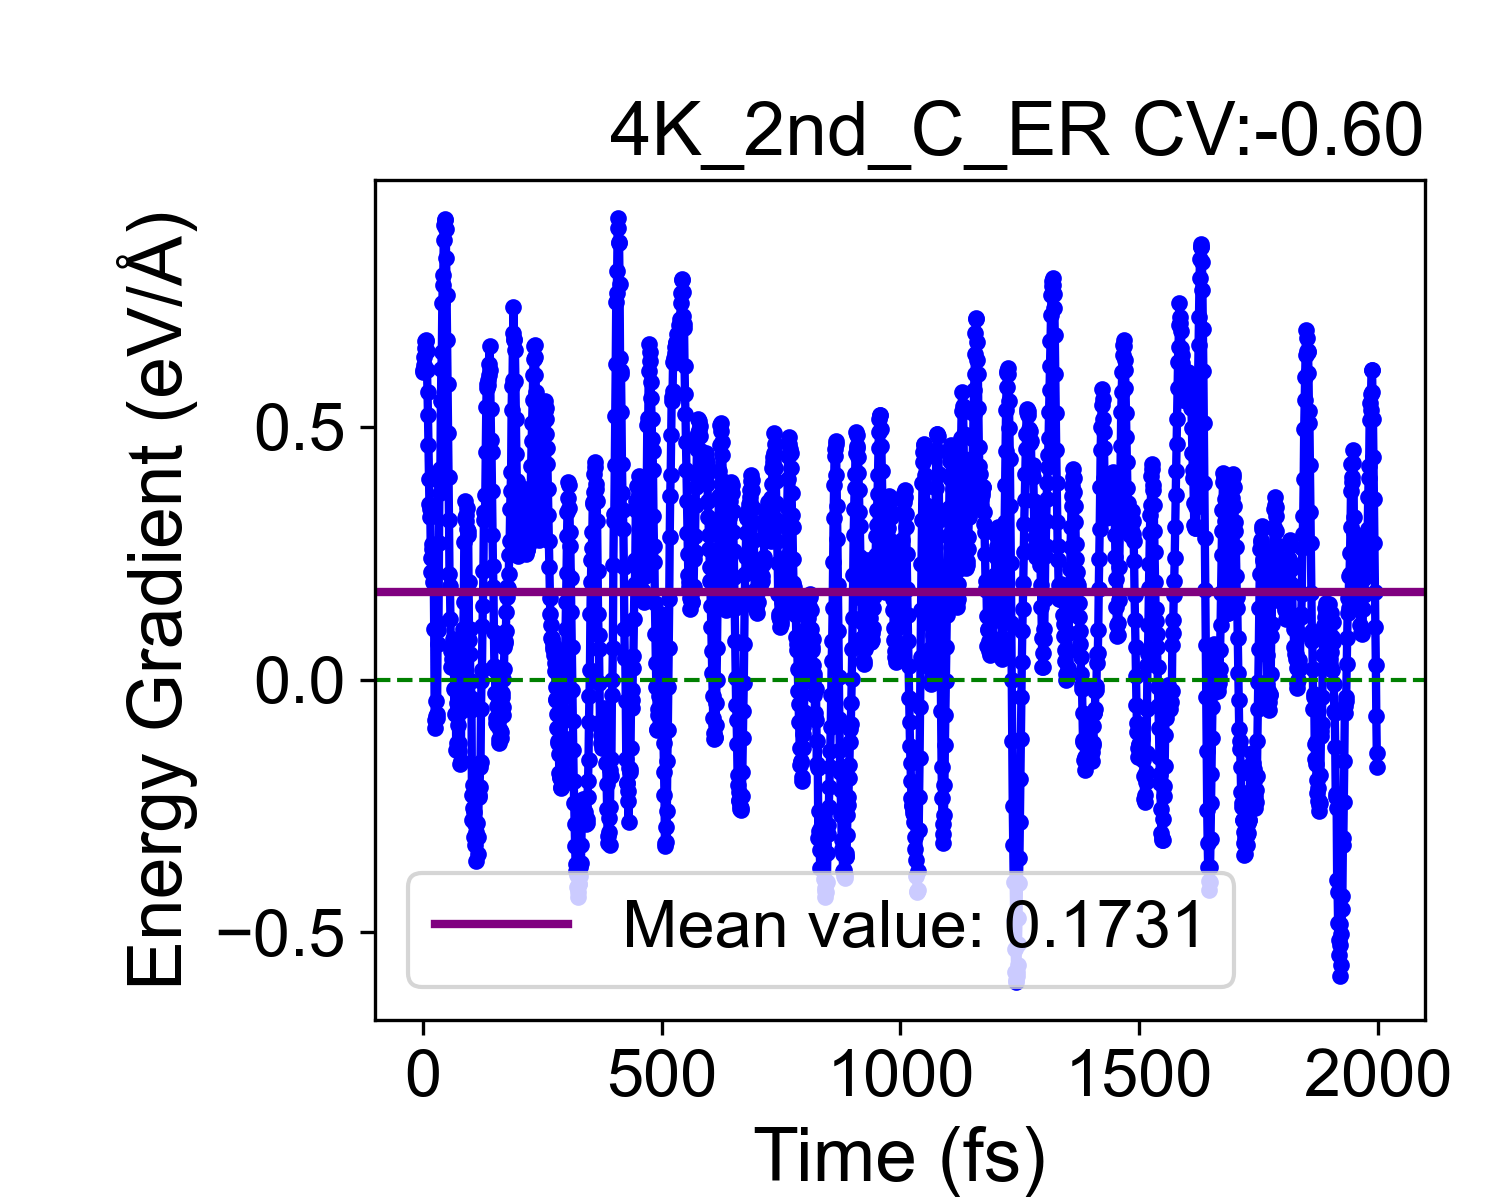 4K_2nd_C_ER CV:-0.60
Energy Gradient (eV/Å)
0.5
0.0
−0.5
Mean value: 0.1731
0 500 1000 1500 2000
Time (fs)